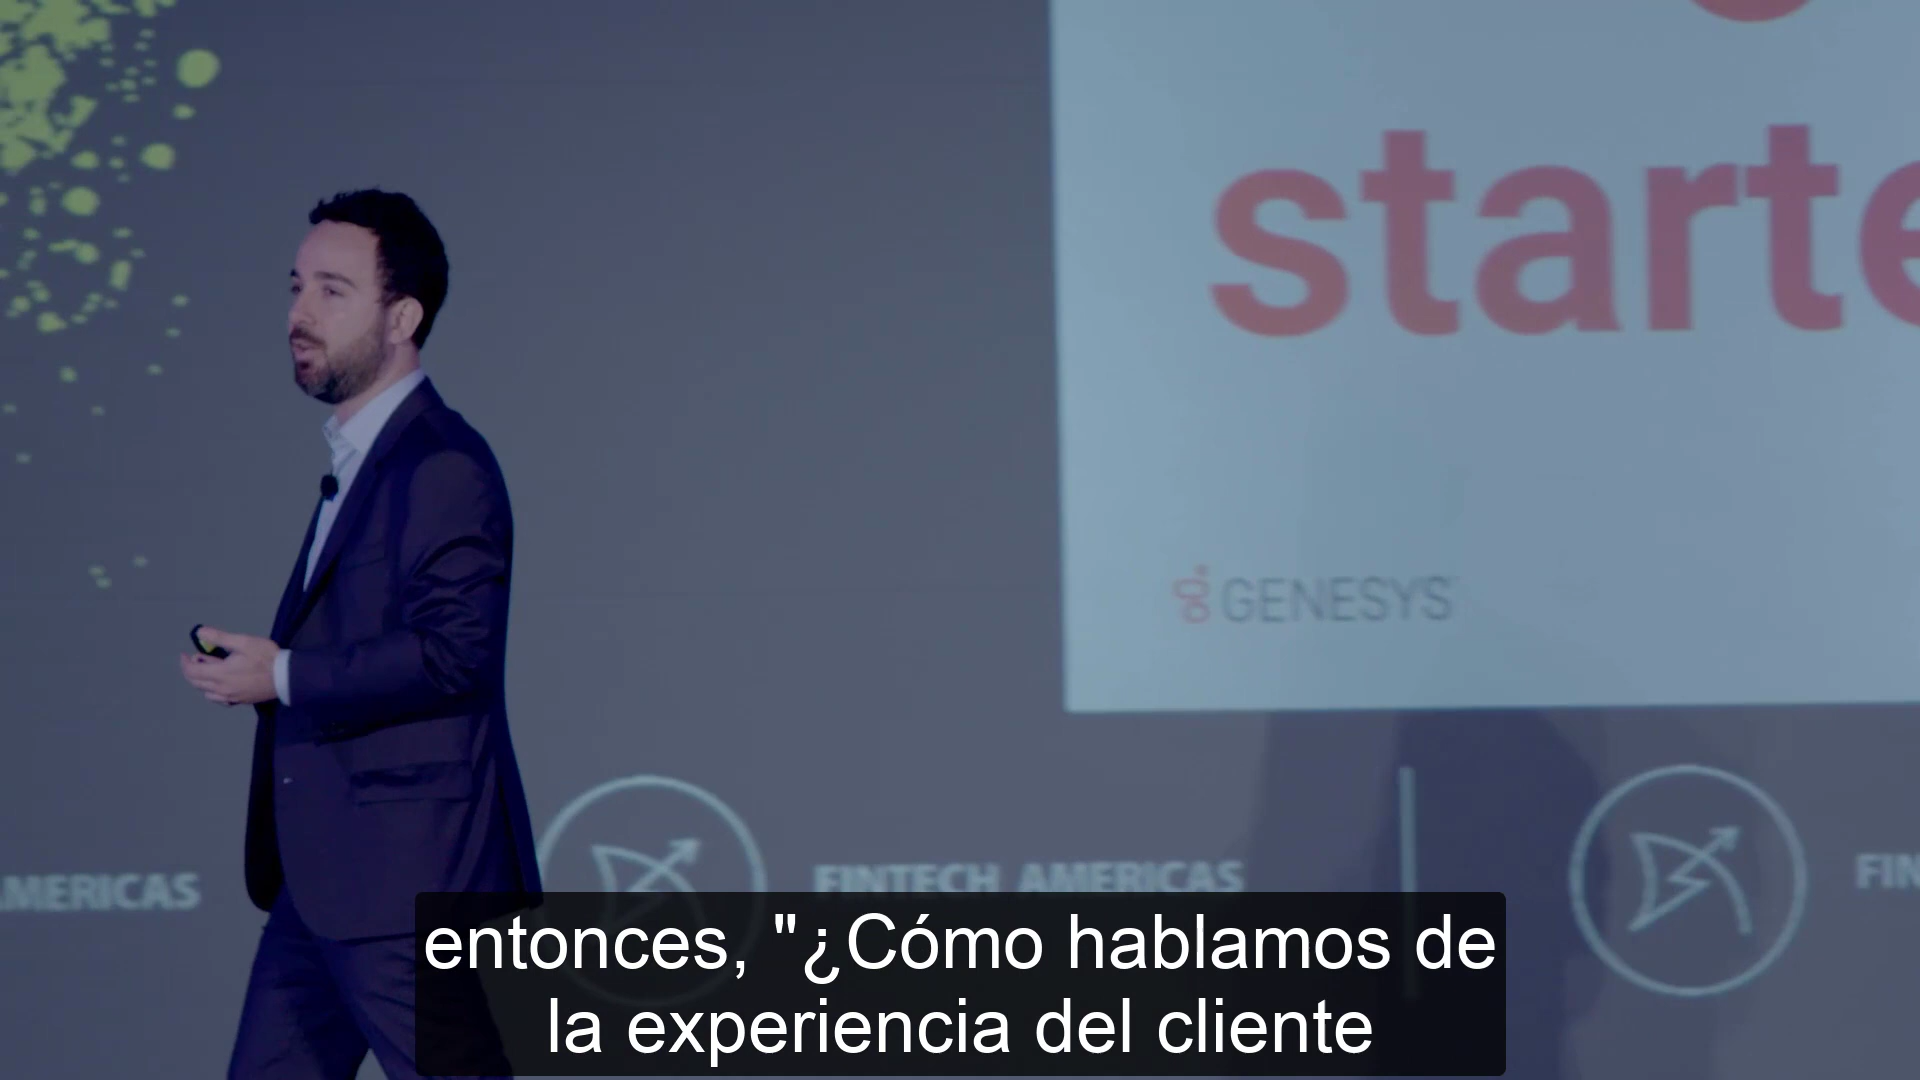 starte
GENESYS
AMERICAS
FINTECH AMERICAS
FIN
entonces, "¿Cómo hablamos de
la experiencia del cliente